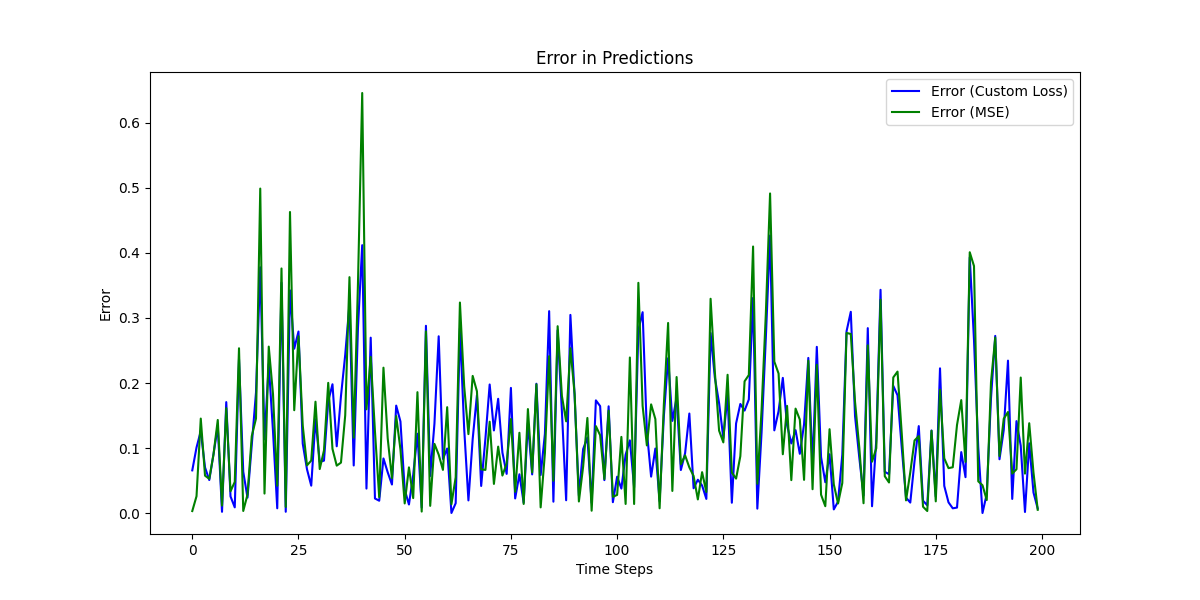 Error in Predictions
Error (Custom Loss)
Error (MSE)
Error
0.6
0.5
0.4
0.3
0.2
0.1
0.0
0 25 50 75 100 125 150 175 200
Time Steps